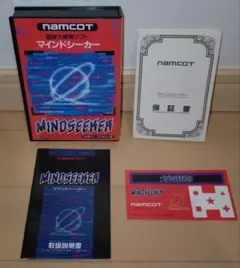 namcot
超能力開発ソフト
マインドシーカー
MINDSEEKER
namcot
マインドシーカー
保証書
MINDSEEKER
マインドシーカー
取扱説明書
MINDSEEKER
namcot